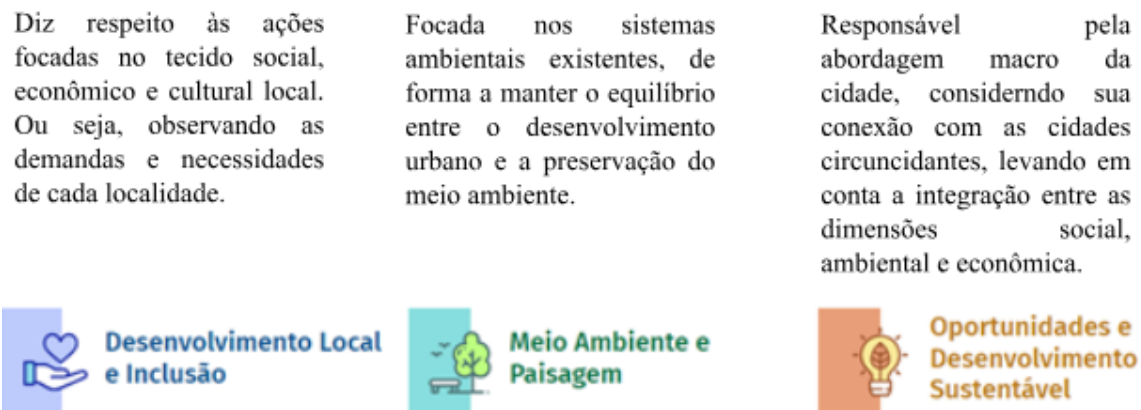 Diz respeito às ações
focadas no tecido social,
econômico e cultural local.
Ou seja, observando as
demandas e necessidades
de cada localidade.
Focada nos sistemas
ambientais existentes, de
forma a manter o equilíbrio
entre o desenvolvimento
urbano e a preservação do
meio ambiente.
Responsável pela
abordagem macro da
cidade, considerndo sua
conexão com as cidades
circuncidantes, levando em
conta a integração entre as
dimensões social,
ambiental e econômica.
Desenvolvimento Local
e Inclusão
Meio Ambiente e
Paisagem
Oportunidades e
Desenvolvimento
Sustentável